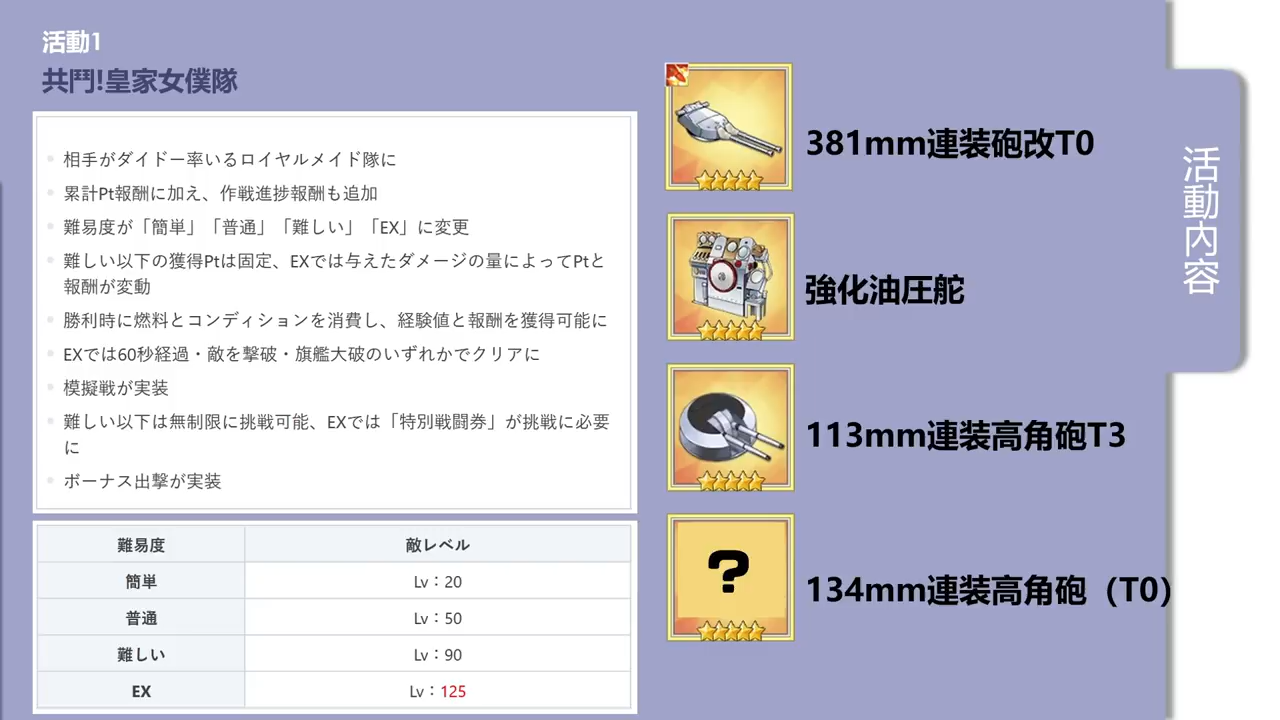 活動1
共鬥!皇家女僕隊
相手がダイドー率いるロイヤルメイド隊に
累計Pt報酬に加え、作戦進捗報酬も追加
難易度が「簡単」「普通」「難しい」「EX」に変更
難しい以下の獲得Ptは固定、EXでは与えたダメージの量によってPtと
報酬が変動
勝利時に燃料とコンディションを消費し、経験値と報酬を獲得可能に
EXでは60秒経過・敵を撃破・旗艦大破のいずれかでクリアに
模擬戦が実装
難しい以下は無制限に挑戦可能、EXでは「特別戦闘券」が挑戦に必要
に
ボーナス出撃が実装
難易度 敵レベル
簡単 Lv：20
普通 Lv：50
難しい Lv：90
EX Lv：125
381mm連装砲改T0
強化油圧舵
113mm連装高角砲T3
?
134mm連装高角砲（T0）
活動內容